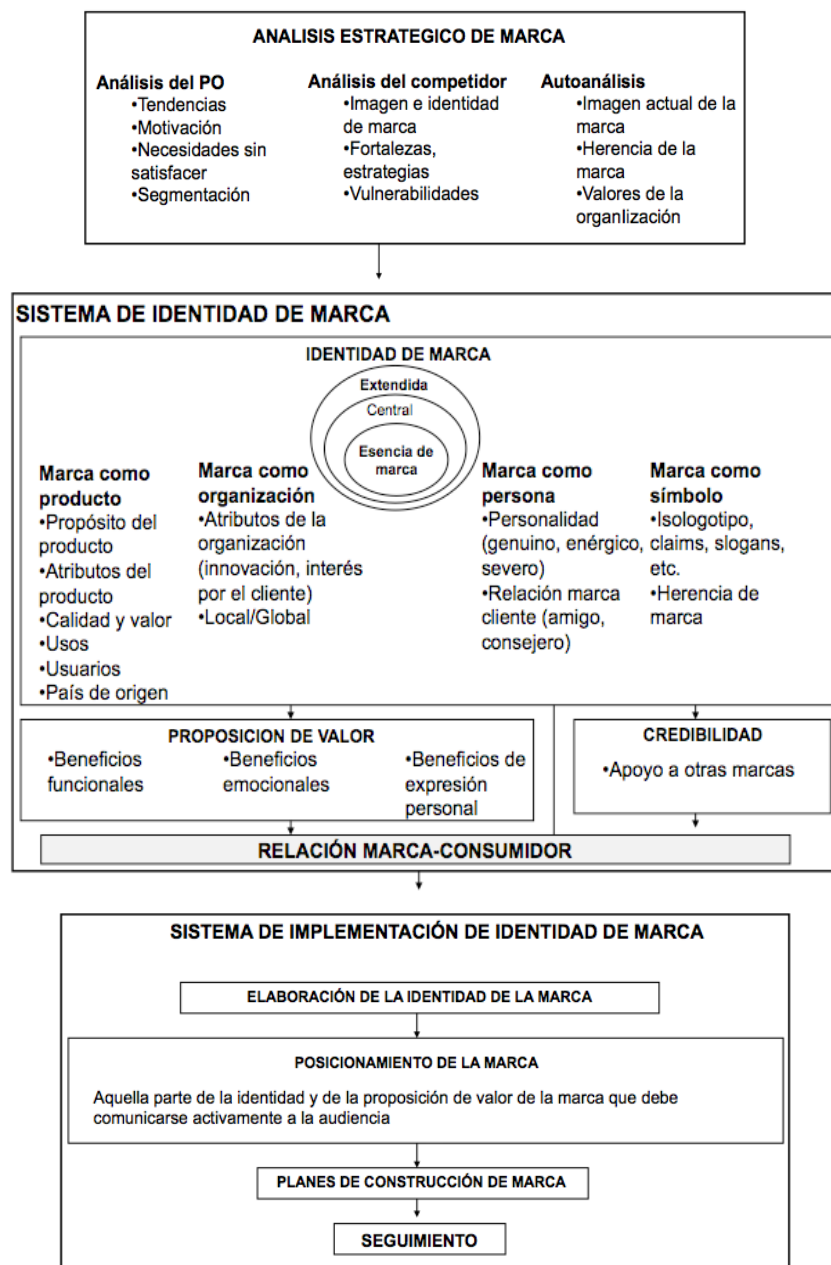 ANALISIS ESTRATEGICO DE MARCA
Análisis del PO
•Tendencias
•Motivación
•Necesidades sin
satisfacer
•Segmentación
Análisis del competidor
•Imagen e identidad
de marca
•Fortalezas,
estrategias
•Vulnerabilidades
Autoanálisis
•Imagen actual de la
marca
•Herencia de la
marca
•Valores de la
organlización
SISTEMA DE IDENTIDAD DE MARCA
IDENTIDAD DE MARCA
Extendida
Central
Esencia de
marca
Marca como
producto
•Propósito del
producto
•Atributos del
producto
•Calidad y valor
•Usos
•Usuarios
•País de origen
Marca como
organización
•Atributos de la
organización
(innovación, interés
por el cliente)
•Local/Global
Marca como
persona
•Personalidad
(genuino, enérgico,
severo)
•Relación marca
cliente (amigo,
consejero)
Marca como
símbolo
•Isologotipo,
claims, slogans,
etc.
•Herencia de
marca
PROPOSICION DE VALOR
•Beneficios
funcionales
•Beneficios
emocionales
•Beneficios de
expresión
personal
CREDIBILIDAD
•Apoyo a otras marcas
RELACIÓN MARCA-CONSUMIDOR
SISTEMA DE IMPLEMENTACIÓN DE IDENTIDAD DE MARCA
ELABORACIÓN DE LA IDENTIDAD DE LA MARCA
POSICIONAMIENTO DE LA MARCA
Aquella parte de la identidad y de la proposición de valor de la marca que debe
comunicarse activamente a la audiencia
PLANES DE CONSTRUCCIÓN DE MARCA
SEGUIMIENTO